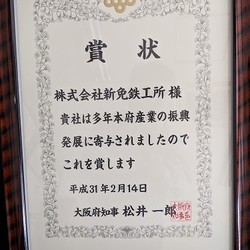 賞状
株式会社新免鉄工所 様
貴社は多年本府産業の振興
発展に寄与されましたので
これを賞します
平成31年2月14日
大阪府知事 松井一郎